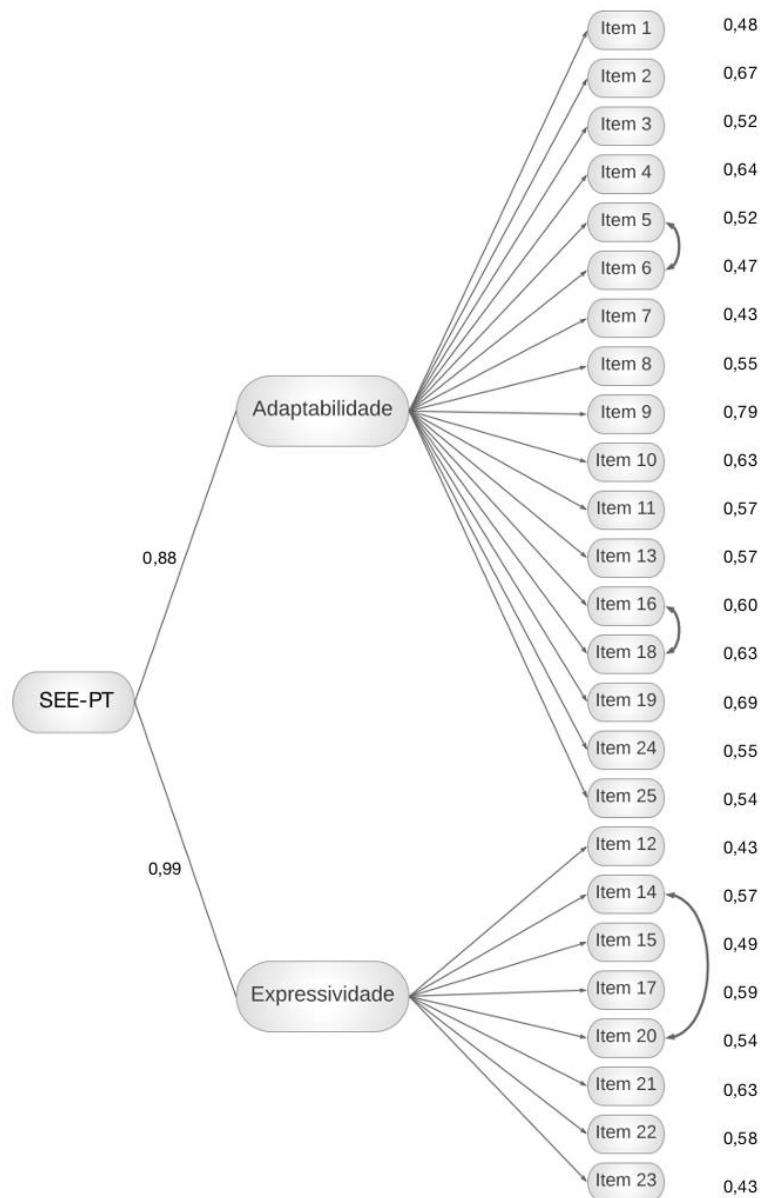 Item 1 0,48
Item 2 0,67
Item 3 0,52
Item 4 0,64
Item 5 0,52
Item 6 0,47
Item 7 0,43
Item 8 0,55
Adaptabilidade Item 9 0,79
Item 10 0,63
Item 11 0,57
0,88 Item 13 0,57
Item 16 0,60
Item 18 0,63
SEE-PT Item 19 0,69
Item 24 0,55
Item 25 0,54
Item 12 0,43
0,99 Item 14 0,57
Item 15 0,49
Expressividade Item 17 0,59
Item 20 0,54
Item 21 0,63
Item 22 0,58
Item 23 0,43